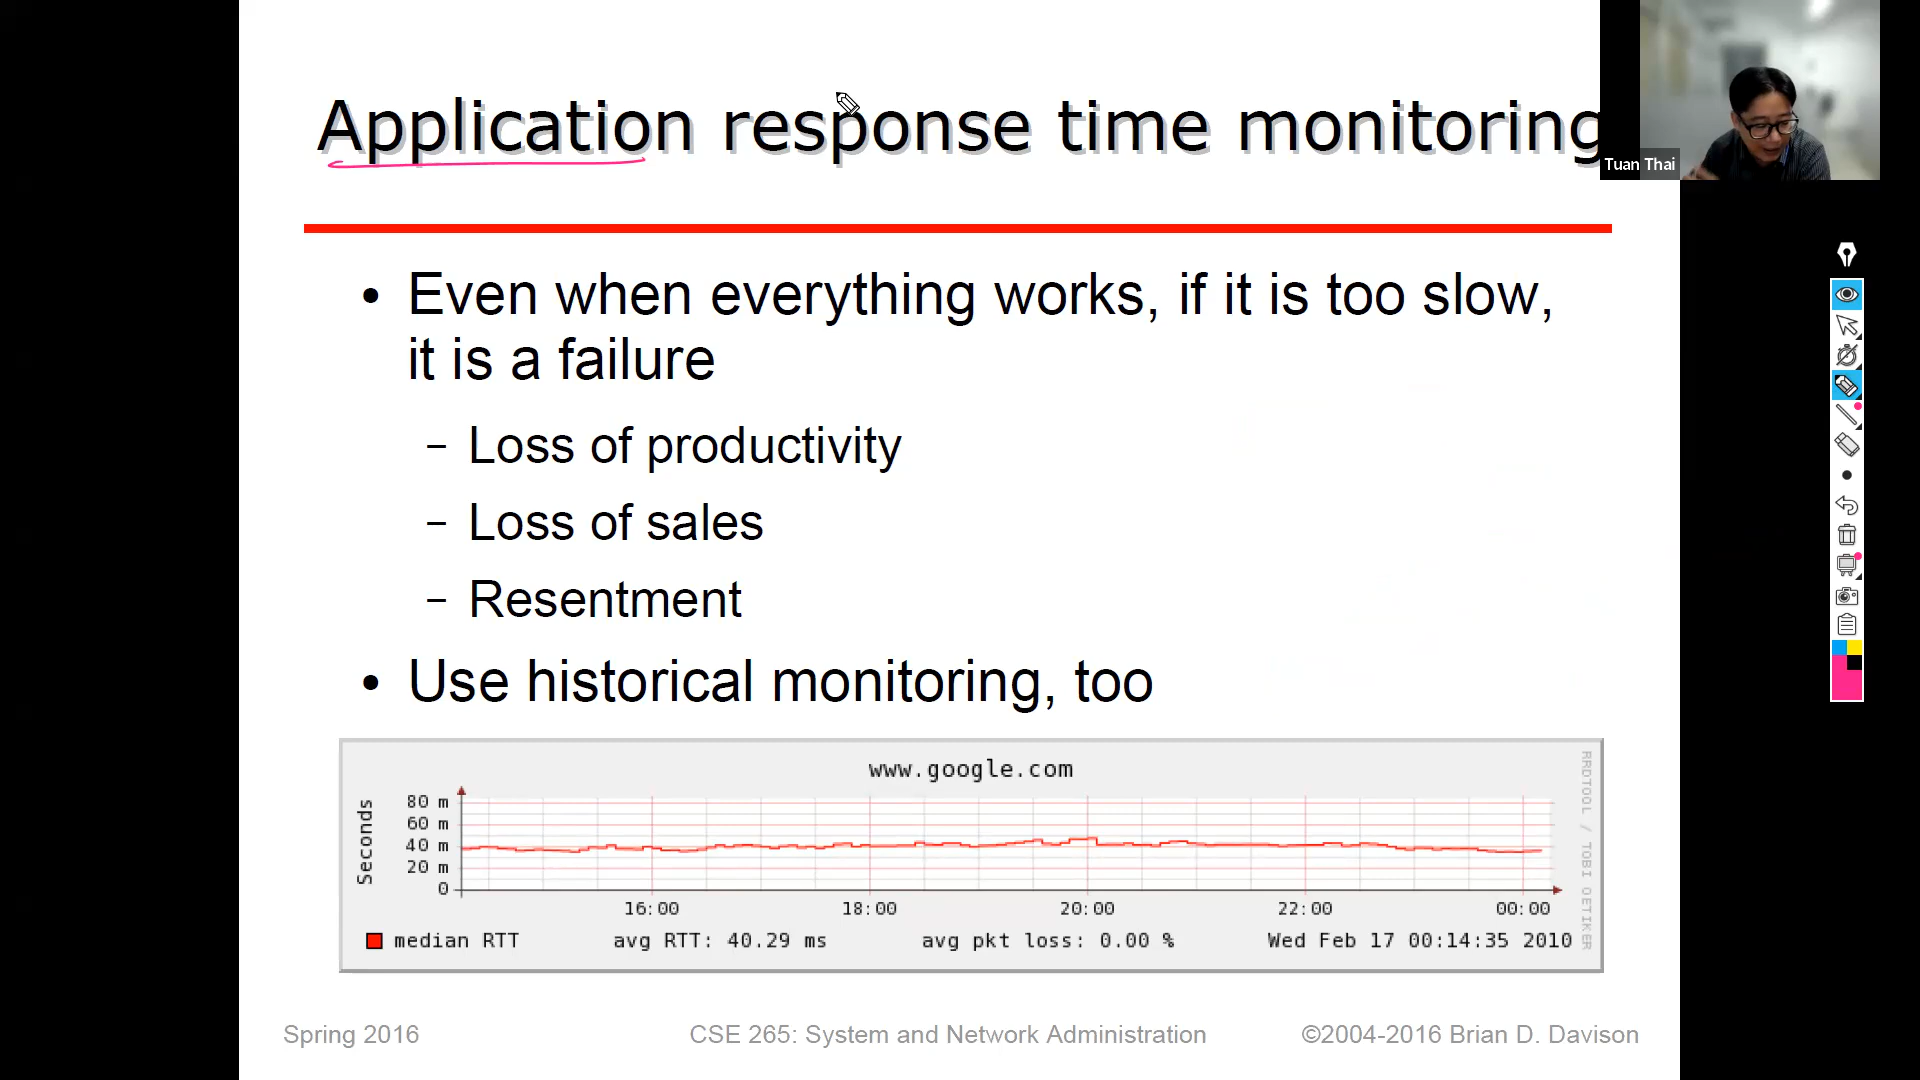 Application response time monitoring
Tuan Thai
• Even when everything works, if it is too slow,
it is a failure
– Loss of productivity
– Loss of sales
– Resentment
• Use historical monitoring, too
www.google.com
Seconds
80 m
60 m
40 m
20 m
0
16:00 18:00 20:00 22:00 00:00
median RTT avg RTT: 40.29 ms avg pkt loss: 0.00 % Wed Feb 17 00:14:35 2010
RRDTOOL / TOBI OETIKER
Spring 2016 CSE 265: System and Network Administration ©2004-2016 Brian D. Davison